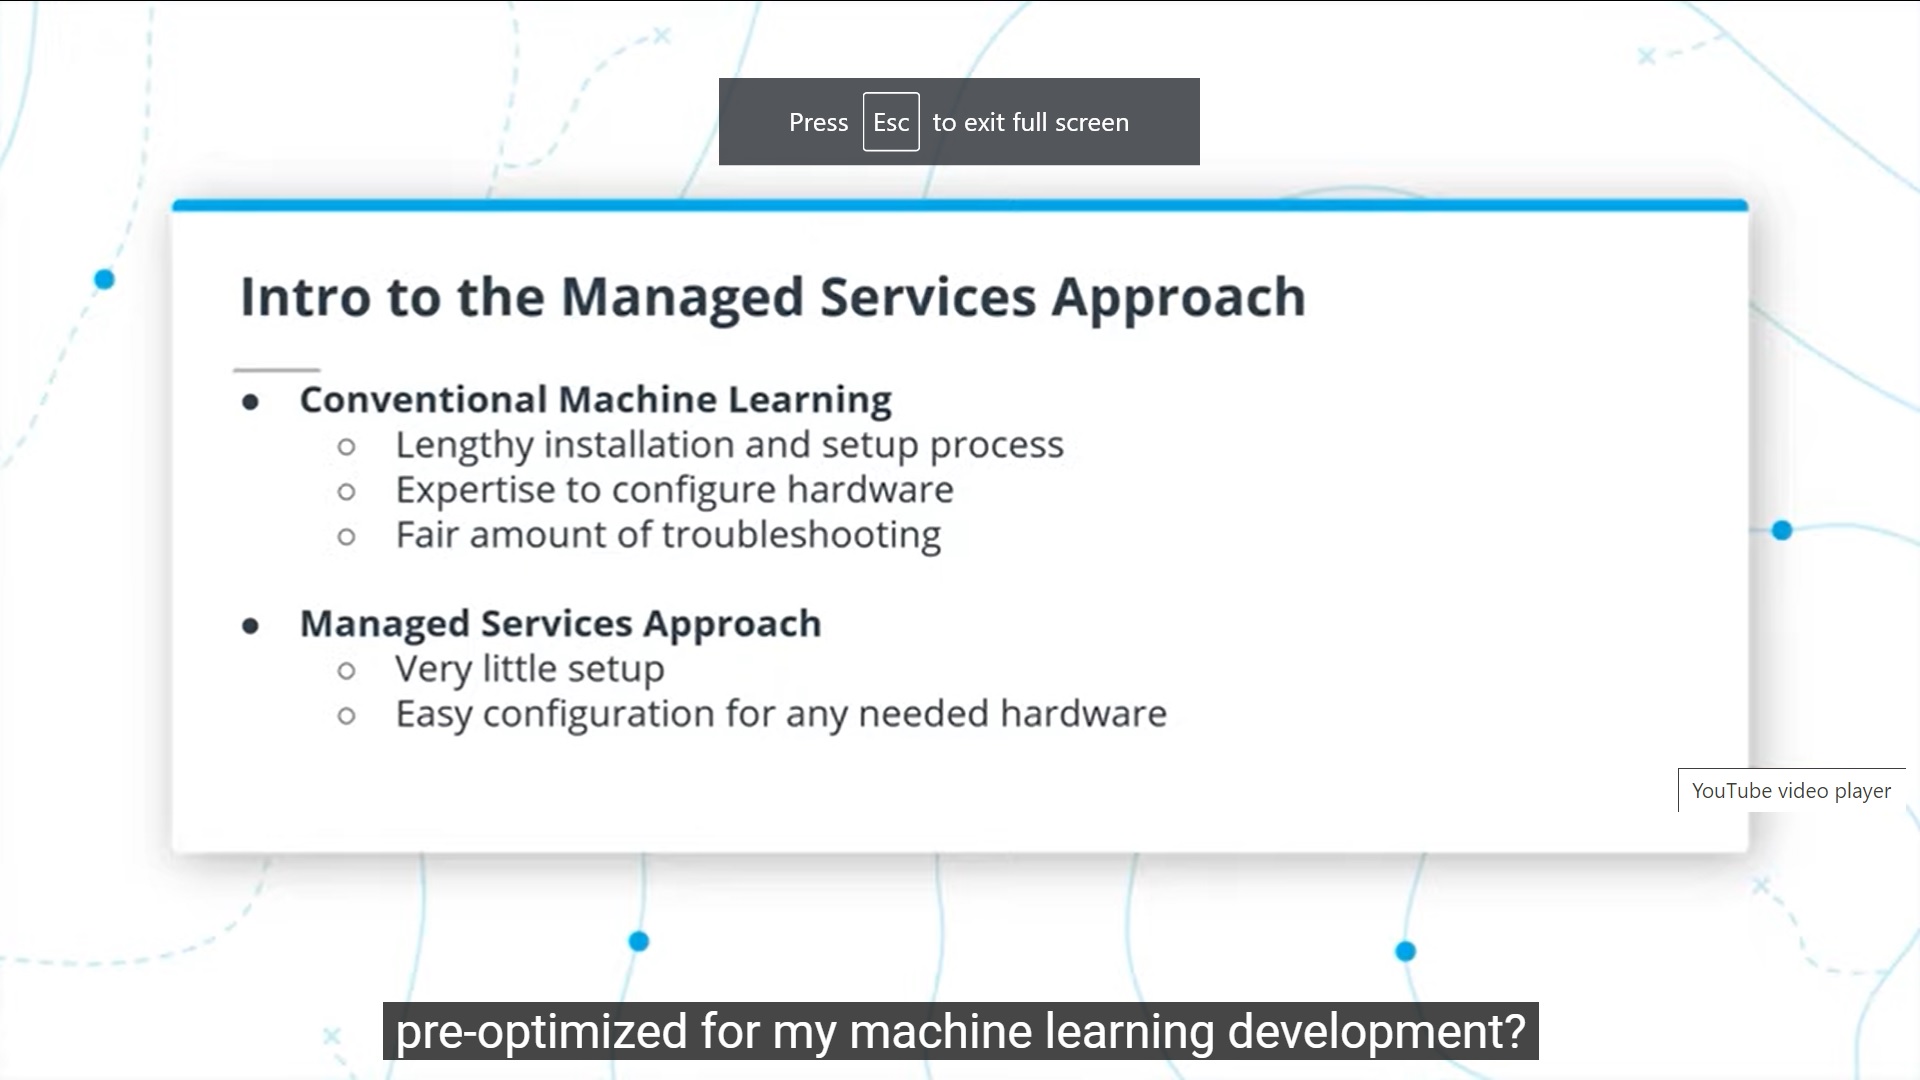 Press Esc to exit full screen
Intro to the Managed Services Approach
● Conventional Machine Learning
○ Lengthy installation and setup process
○ Expertise to configure hardware
○ Fair amount of troubleshooting
● Managed Services Approach
○ Very little setup
○ Easy configuration for any needed hardware
YouTube video player
pre-optimized for my machine learning development?